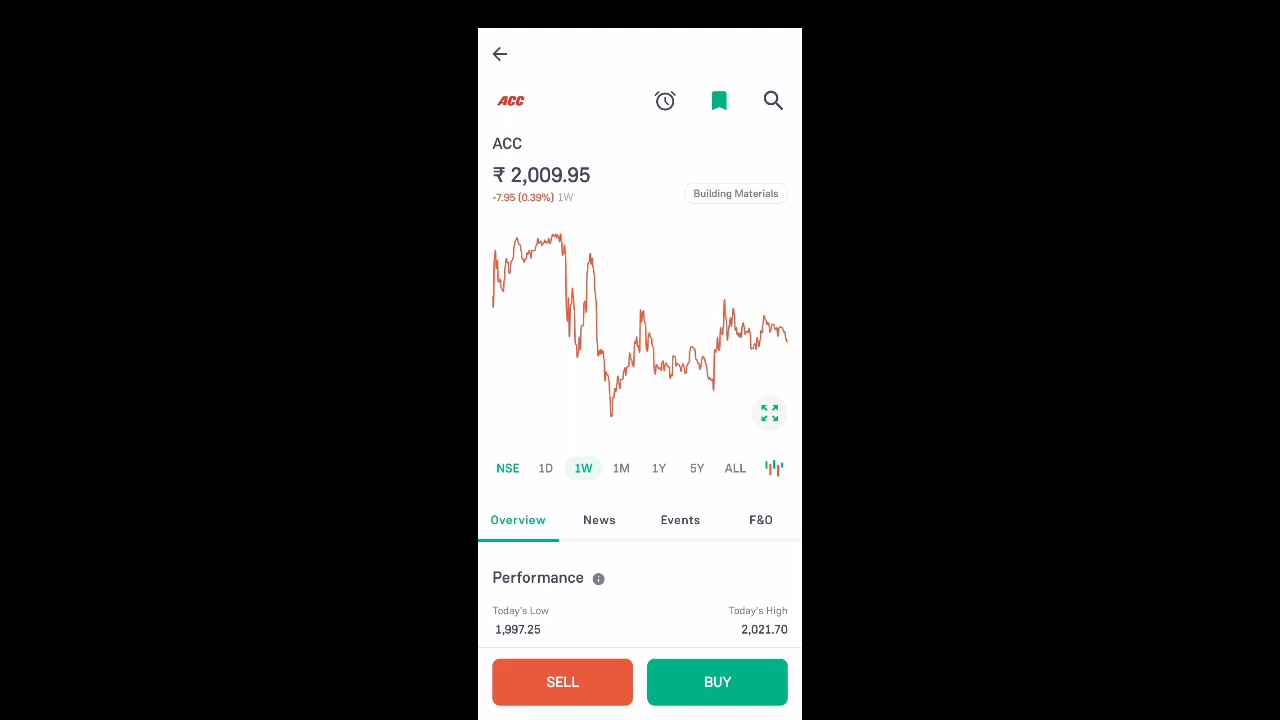 ACC
ACC
₹ 2,009.95
-7.95 (0.39%) 1W
Building Materials
NSE 1D 1W 1M 1Y 5Y ALL
Overview News Events F&O
Performance
Today's Low Today's High
1,997.25 2,021.70
SELL BUY